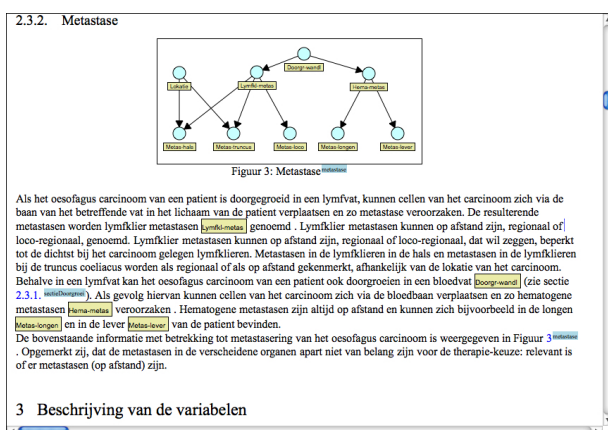 2.3.2. Metastase
Doorgr-wandl
Lokatie Lymfkl-metas Hema-metas
Metas-hals Metas-truncus Metas-loco Metas-longen Metas-lever
Figuur 3: Metastase metastase
Als het oesofagus carcinoom van een patient is doorgegroeid in een lymfvat, kunnen cellen van het carcinoom zich via de
baan van het betreffende vat in het lichaam van de patient verplaatsen en zo metastase veroorzaken. De resulterende
metastasen worden lymfklier metastasen Lymfkl-metas genoemd . Lymfklier metastasen kunnen op afstand zijn, regionaal of
loco-regionaal, genoemd. Lymfklier metastasen kunnen op afstand zijn, regionaal of loco-regionaal, dat wil zeggen, beperkt
tot de dichtst bij het carcinoom gelegen lymfklieren. Metastasen in de lymfklieren in de hals en metastasen in de lymfklieren
bij de truncus coeliacus worden als regionaal of als op afstand gekenmerkt, afhankelijk van de lokatie van het carcinoom.
Behalve in een lymfvat kan het oesofagus carcinoom van een patient ook doorgroeien in een bloedvat Doorgr-wandl (zie sectie
2.3.1. sectieDoorgroei ). Als gevolg hiervan kunnen cellen van het carcinoom zich via de bloedbaan verplaatsen en zo hematogene
metastasen Hema-metas veroorzaken . Hematogene metastasen zijn altijd op afstand en kunnen zich bijvoorbeeld in de longen
Metas-longen en in de lever Metas-lever van de patient bevinden.
De bovenstaande informatie met betrekking tot metastasering van het oesofagus carcinoom is weergegeven in Figuur 3 metastase
. Opgemerkt zij, dat de metastasen in de verscheidene organen apart niet van belang zijn voor de therapie-keuze: relevant is
of er metastasen (op afstand) zijn.
3 Beschrijving van de variabelen